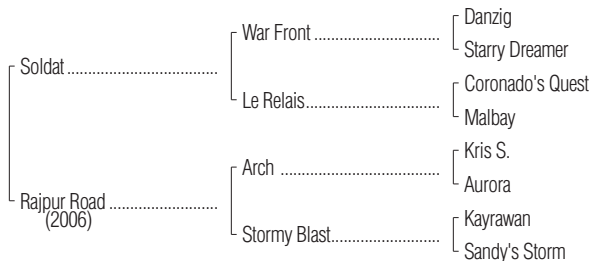 Danzig
War Front
Starry Dreamer
Soldat
Coronado's Quest
Le Relais
Malbay
Kris S.
Arch
Aurora
Rajpur Road
(2006)
Kayrawan
Stormy Blast
Sandy's Storm